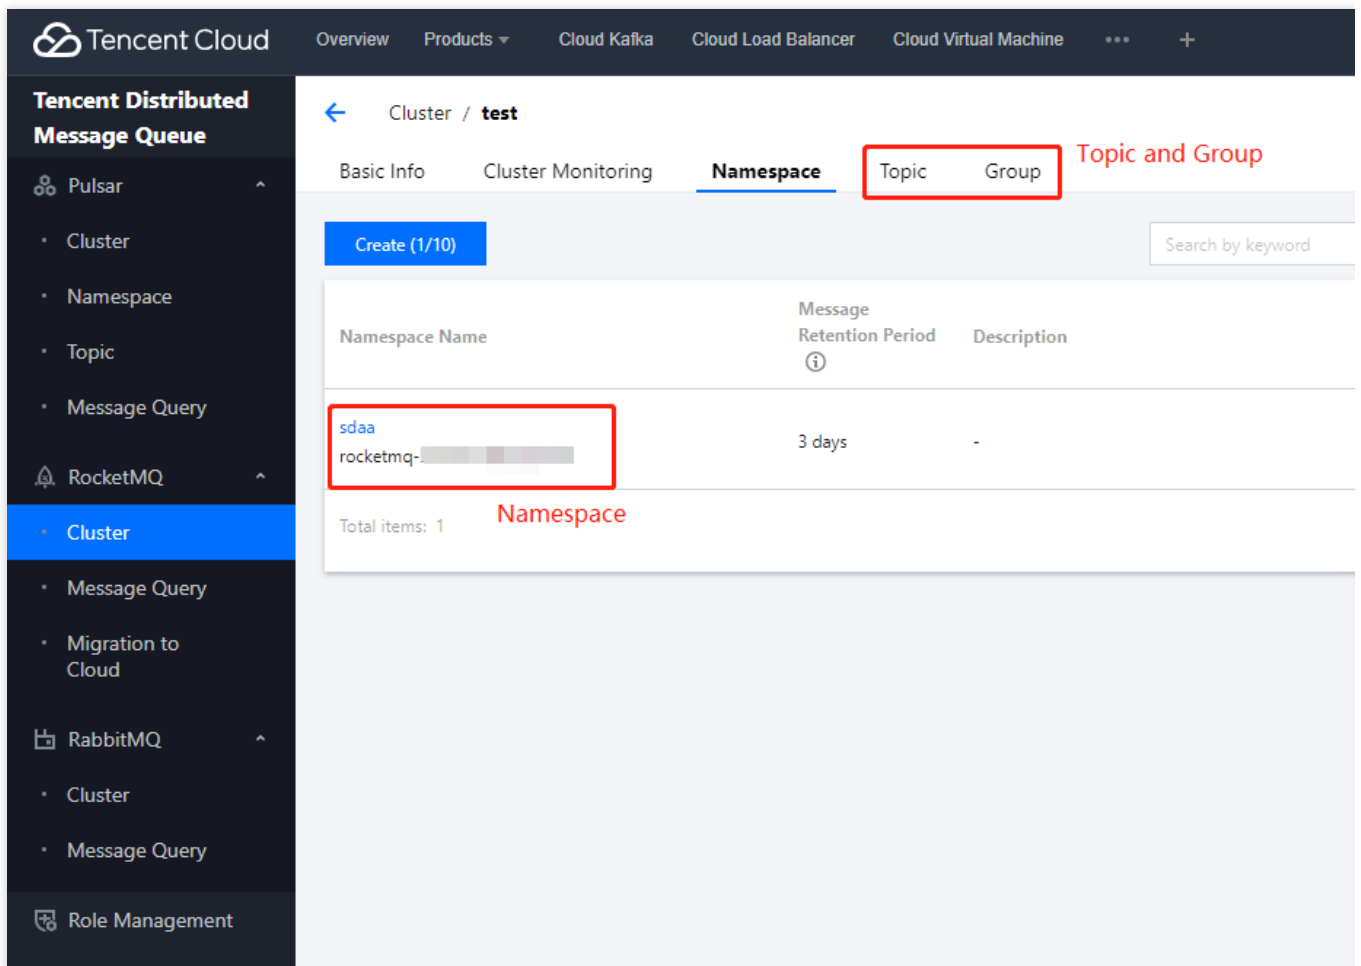 Tencent Cloud
Overview
Products
Cloud Kafka
Cloud Load Balancer
Cloud Virtual Machine
Tencent Distributed
Message Queue
Pulsar
Cluster
Namespace
Topic
Message Query
RocketMQ
Cluster
Message Query
Migration to
Cloud
RabbitMQ
Cluster
Message Query
Role Management
Cluster / test
Basic Info
Cluster Monitoring
Namespace
Topic
Group
Topic and Group
Create (1/10)
Search by keyword
Namespace Name
Message
Retention Period
Description
sdaa
rocketmq-
3 days
-
Namespace
Total items: 1